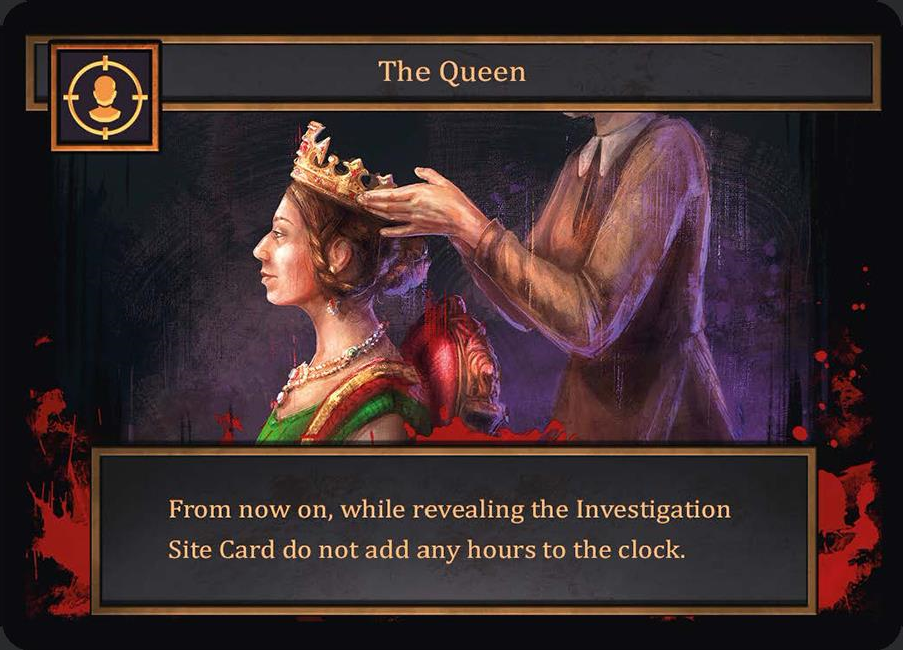 The Queen
From now on, while revealing the Investigation
Site Card do not add any hours to the clock.